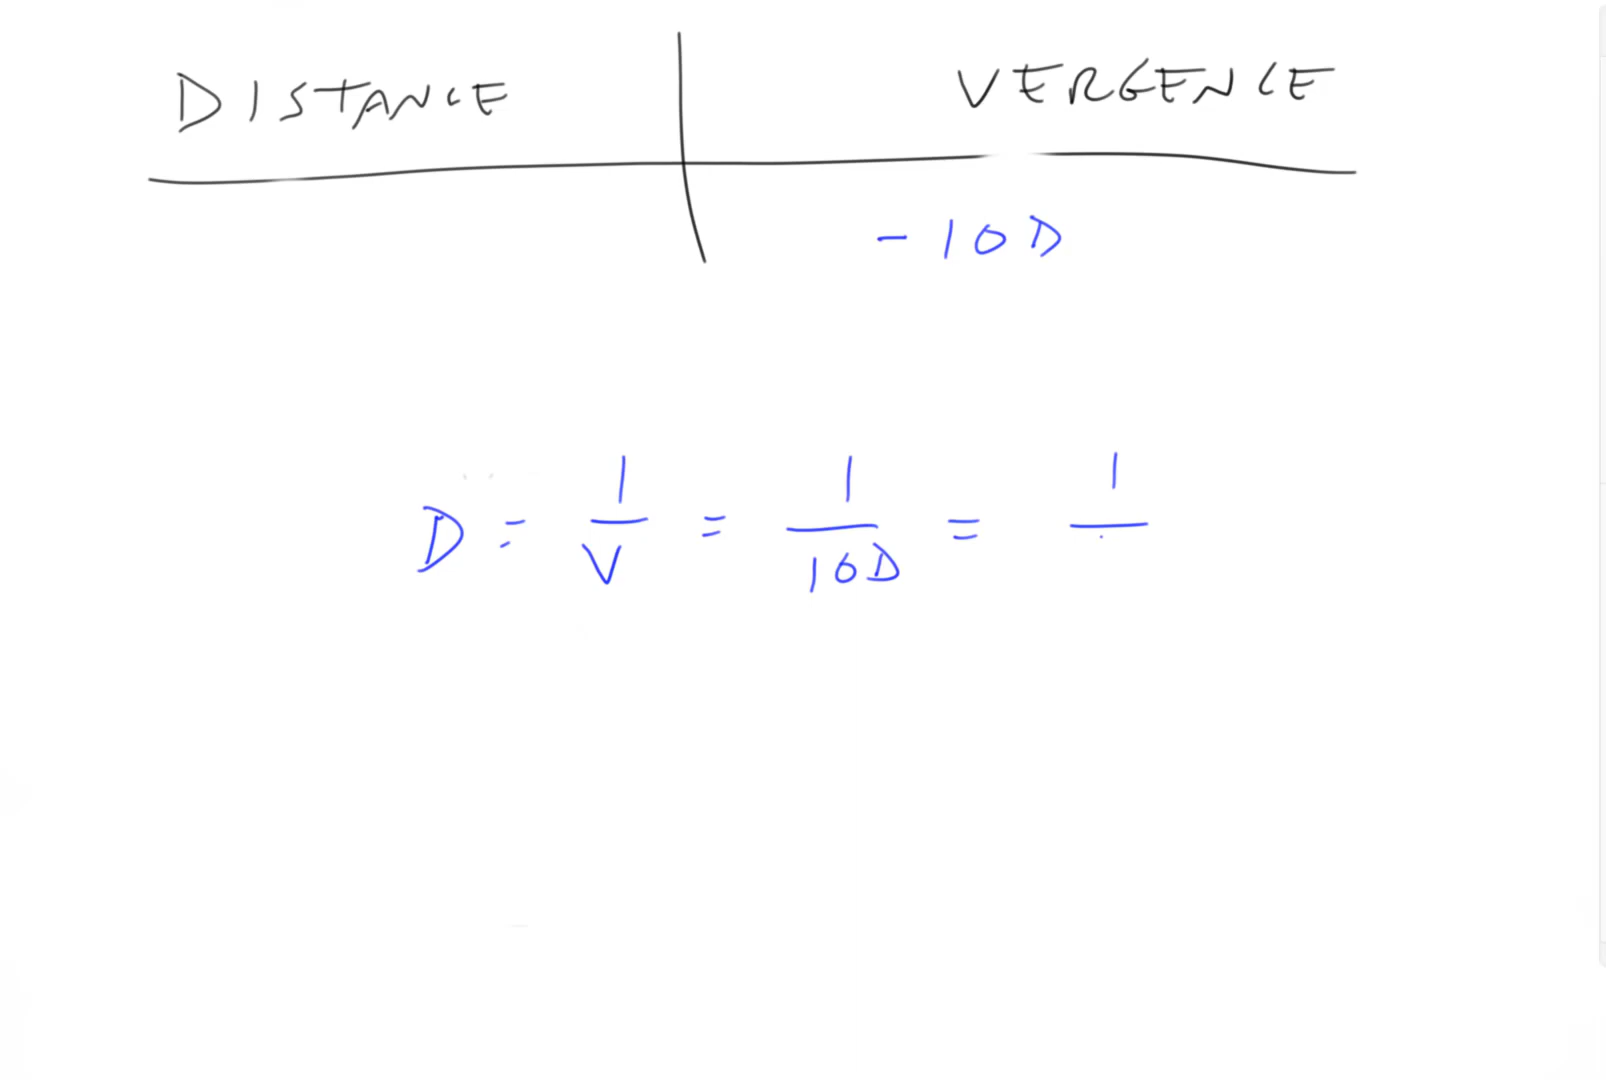 DISTANCE VERGENCE
-10D
D = 1/V = 1/10D = 1/